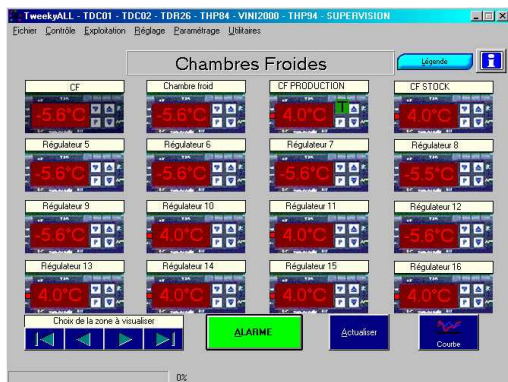 TweekyALL - TDC01 - TDC02 - TDR26 - THP84 - VINI2000 - THP94 - SUPERVISION
Fichier Contrôle Exploitation Réglage Paramétrage Utilitaires
Chambres Froides
Légende
i
CF Chambre froid CF PRODUCTION CF STOCK
-5.6°C -5.6°C 4.0°C T 4.0°C
Régulateur 5 Régulateur 6 Régulateur 7 Régulateur 8
-5.6°C -5.6°C -5.6°C -5.5°C
Régulateur 9 Régulateur 10 Régulateur 11 Régulateur 12
-5.6°C 4.0°C 4.0°C -5.6°C
Régulateur 13 Régulateur 14 Régulateur 15 Régulateur 16
4.0°C 4.0°C 4.0°C 4.0°C
Choix de la zone à visualiser
ALARME
Actualiser
Courbe
0%